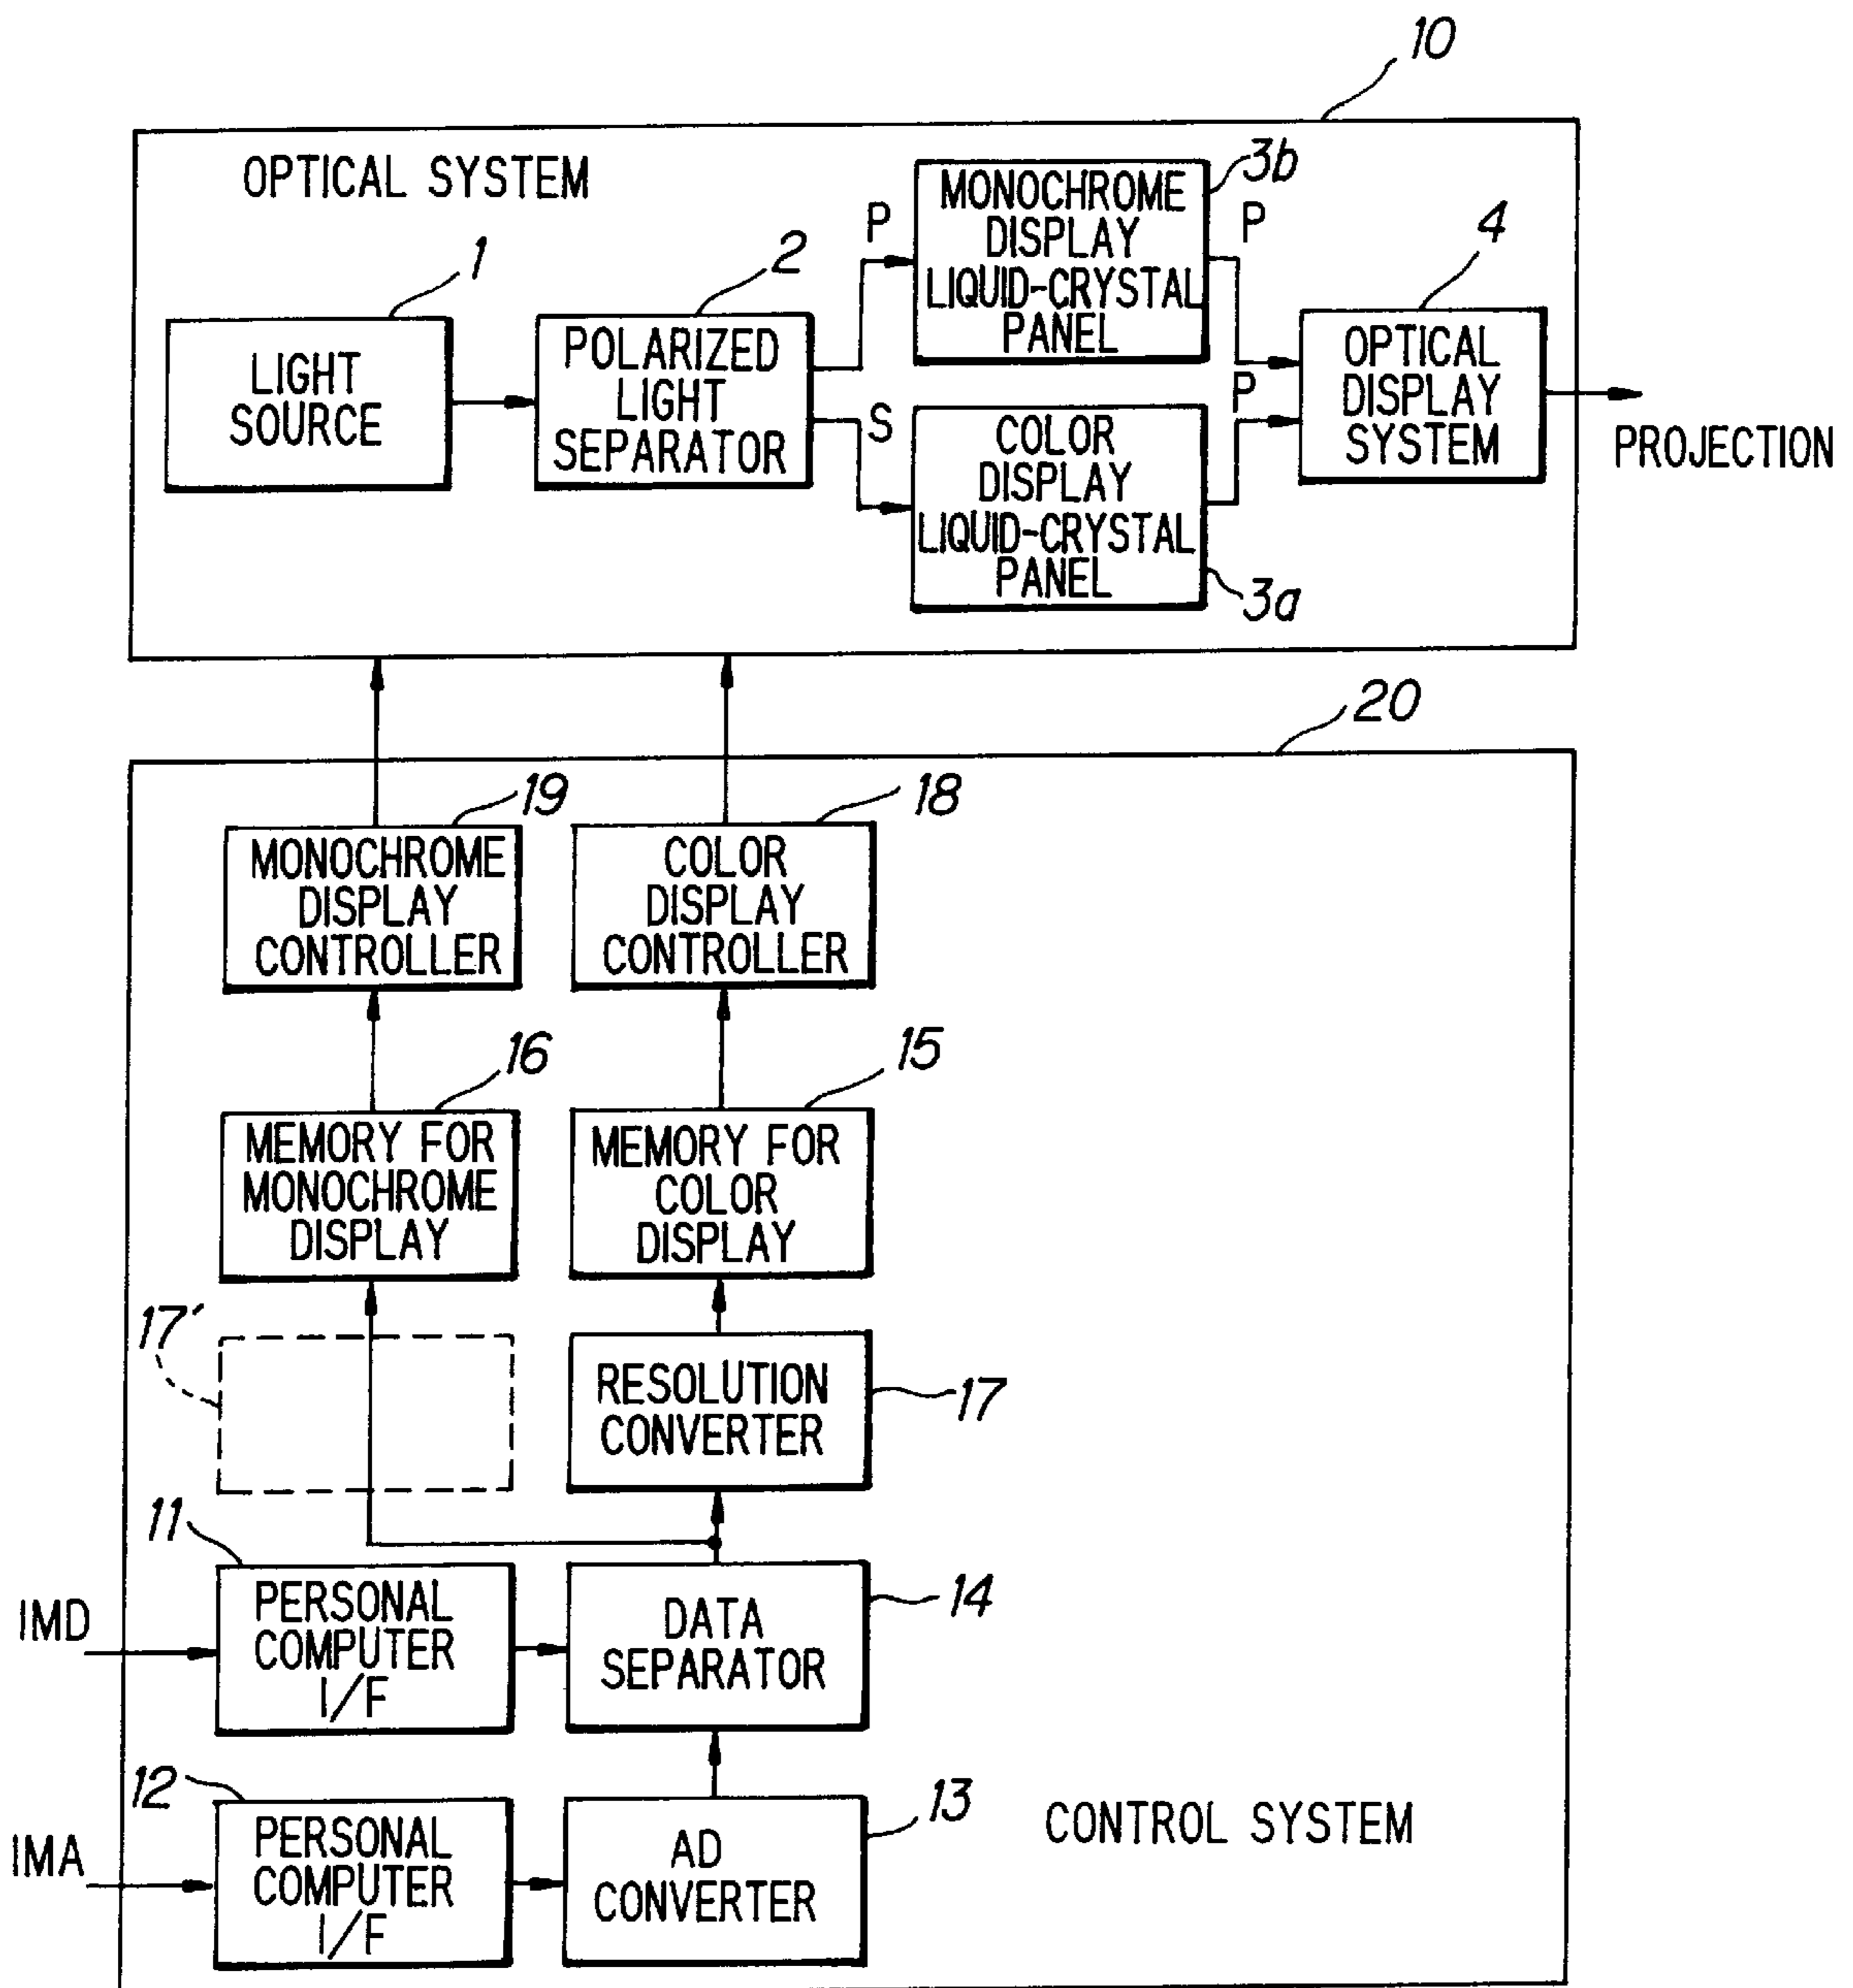 10
OPTICAL SYSTEM
1
LIGHT
SOURCE
2
POLARIZED
LIGHT
SEPARATOR
P
S
3b
MONOCHROME
DISPLAY
LIQUID-CRYSTAL
PANEL
P
COLOR
DISPLAY
LIQUID-CRYSTAL
PANEL
3a
P
4
OPTICAL
DISPLAY
SYSTEM
PROJECTION
20
19
MONOCHROME
DISPLAY
CONTROLLER
18
COLOR
DISPLAY
CONTROLLER
16
MEMORY FOR
MONOCHROME
DISPLAY
15
MEMORY FOR
COLOR
DISPLAY
17'
RESOLUTION
CONVERTER
17
11
IMD
PERSONAL
COMPUTER
I/F
DATA
SEPARATOR
14
12
IMA
PERSONAL
COMPUTER
I/F
AD
CONVERTER
13
CONTROL SYSTEM